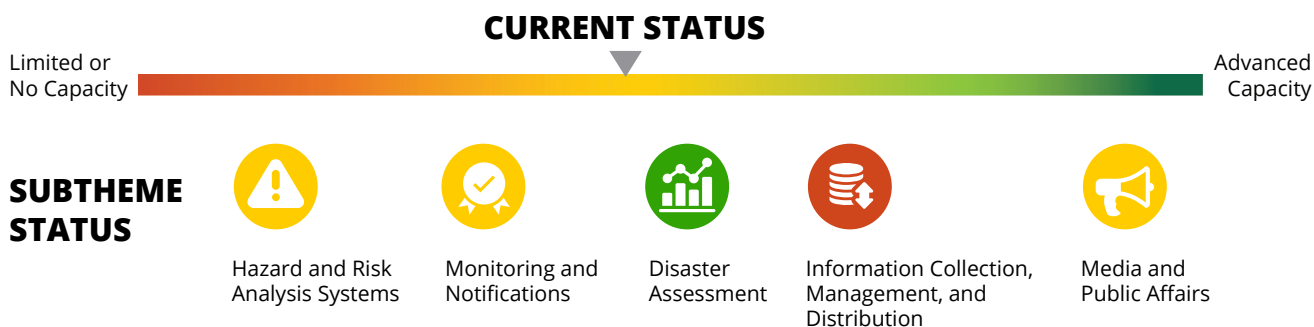 CURRENT STATUS
Limited or
No Capacity
Advanced
Capacity
SUBTHEME
STATUS
Hazard and Risk
Analysis Systems
Monitoring and
Notifications
Disaster
Assessment
Information Collection,
Management, and
Distribution
Media and
Public Affairs